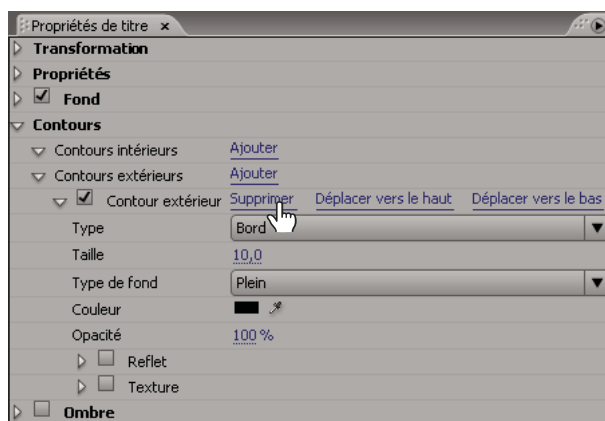 Propriétés de titre x
Transformation
Propriétés
Fond
Contours
Contours intérieurs Ajouter
Contours extérieurs Ajouter
Contour extérieur Supprimer Déplacer vers le haut Déplacer vers le bas
Type Bord
Taille 10,0
Type de fond Plein
Couleur
Opacité 100 %
Reflet
Texture
Ombre